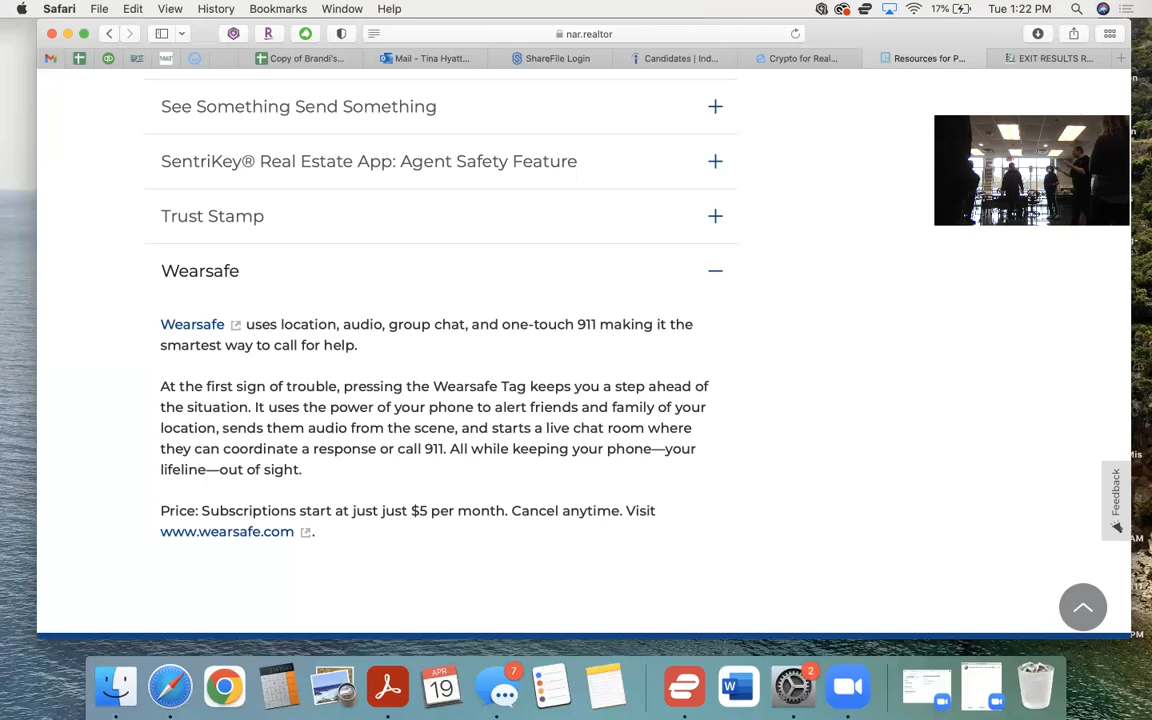 Safari File Edit View History Bookmarks Window Help 17% Tue 1:22 PM
nar.realtor
Copy of Brandi's... Mail - Tina Hyatt... ShareFile Login Candidates | Ind... Crypto for Real... Resources for P... EXIT RESULTS R...
See Something Send Something
SentriKey® Real Estate App: Agent Safety Feature
Trust Stamp
Wearsafe
Wearsafe uses location, audio, group chat, and one-touch 911 making it the
smartest way to call for help.
At the first sign of trouble, pressing the Wearsafe Tag keeps you a step ahead of
the situation. It uses the power of your phone to alert friends and family of your
location, sends them audio from the scene, and starts a live chat room where
they can coordinate a response or call 911. All while keeping your phone—your
lifeline—out of sight.
Price: Subscriptions start at just just $5 per month. Cancel anytime. Visit
www.wearsafe.com .
Feedback
APR
19
7
2